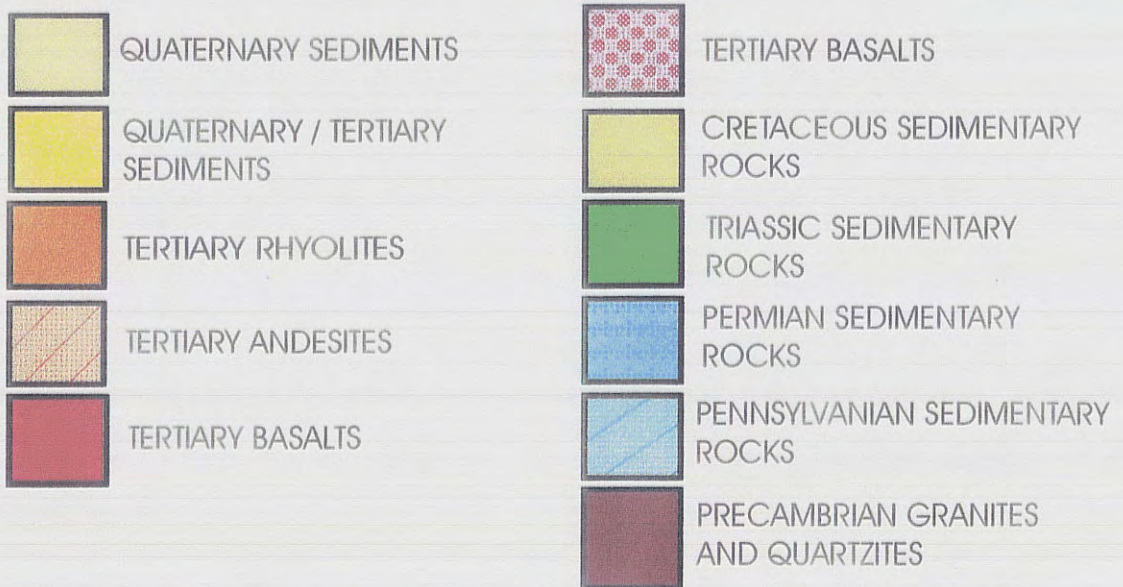 QUATERNARY SEDIMENTS
QUATERNARY / TERTIARY
SEDIMENTS
TERTIARY RHYOLITES
TERTIARY ANDESITES
TERTIARY BASALTS
TERTIARY BASALTS
CRETACEOUS SEDIMENTARY
ROCKS
TRIASSIC SEDIMENTARY
ROCKS
PERMIAN SEDIMENTARY
ROCKS
PENNSYLVANIAN SEDIMENTARY
ROCKS
PRECAMBRIAN GRANITES
AND QUARTZITES